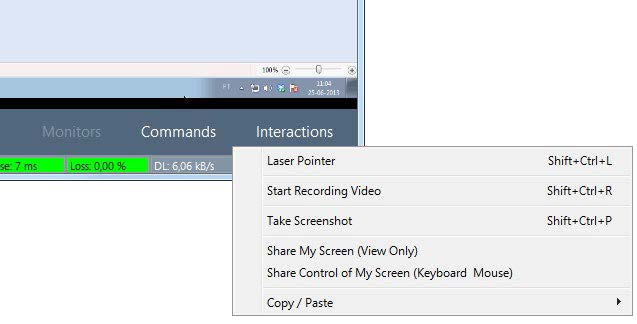 100%
PT
11:04
25-06-2013
Monitors Commands Interactions
se: 7 ms Loss: 0,00 % DL: 6,06 kB/s
Laser Pointer Shift+Ctrl+L
Start Recording Video Shift+Ctrl+R
Take Screenshot Shift+Ctrl+P
Share My Screen (View Only)
Share Control of My Screen (Keyboard  Mouse)
Copy / Paste